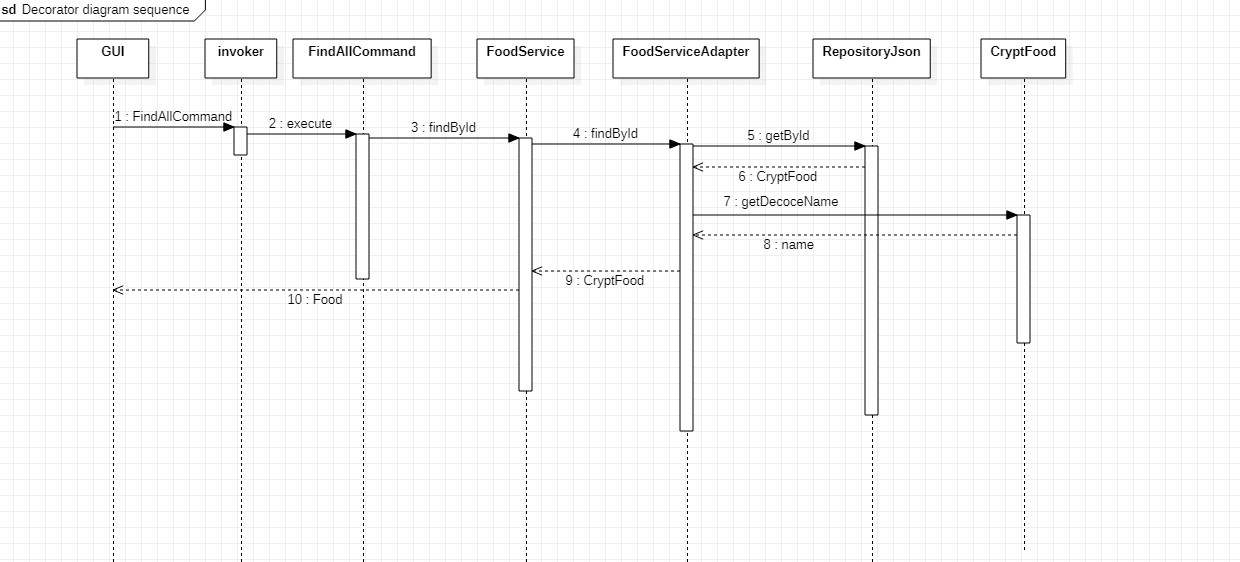 sd Decorator diagram sequence
GUI
invoker
FindAllCommand
FoodService
FoodServiceAdapter
RepositoryJson
CryptFood
1 : FindAllCommand
2 : execute
3 : findById
4 : findById
5 : getById
6 : CryptFood
7 : getDecoceName
8 : name
9 : CryptFood
10 : Food